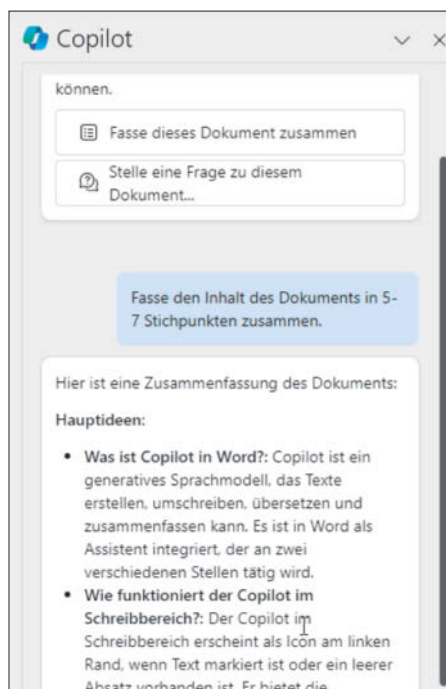 Copilot
können.
Fasse dieses Dokument zusammen
Stelle eine Frage zu diesem
Dokument...
Fasse den Inhalt des Dokuments in 5-
7 Stichpunkten zusammen.
Hier ist eine Zusammenfassung des Dokuments:
Hauptideen:
• Was ist Copilot in Word?: Copilot ist ein
generatives Sprachmodell, das Texte
erstellen, umschreiben, übersetzen und
zusammenfassen kann. Es ist in Word als
Assistent integriert, der an zwei
verschiedenen Stellen tätig wird.
• Wie funktioniert der Copilot im
Schreibbereich?: Der Copilot im
Schreibbereich erscheint als Icon am linken
Rand, wenn Text markiert ist oder ein leerer
Absatz vorhanden ist. Er bietet die